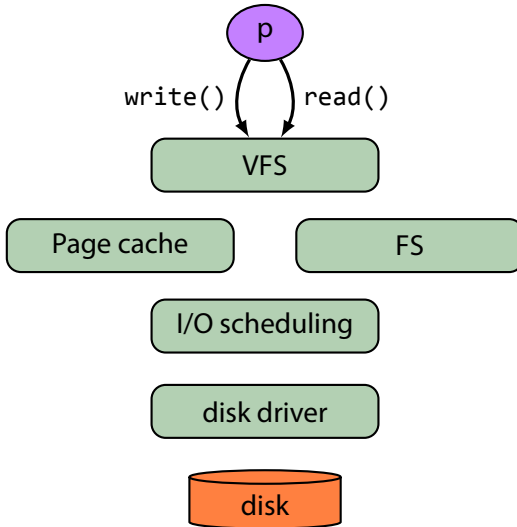 p
write() read()
VFS
Page cache FS
I/O scheduling
disk driver
disk